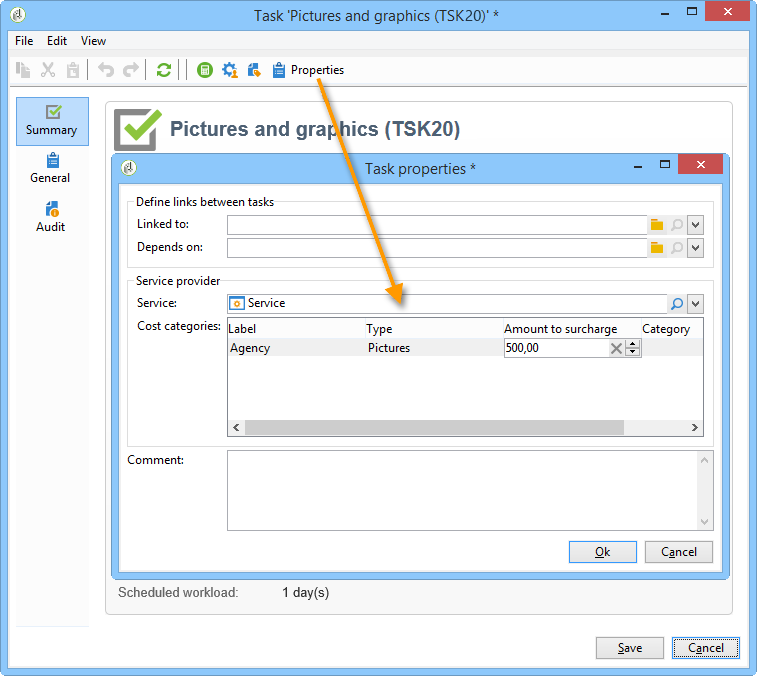 Task 'Pictures and graphics (TSK20)' *
File Edit View
Properties
Summary
General
Audit
Pictures and graphics (TSK20)
Task properties *
Define links between tasks
Linked to:
Depends on:
Service provider
Service: Service
Cost categories: Label Type Amount to surcharge Category
Agency Pictures 500,00
Comment:
Ok Cancel
Scheduled workload: 1 day(s)
Save Cancel